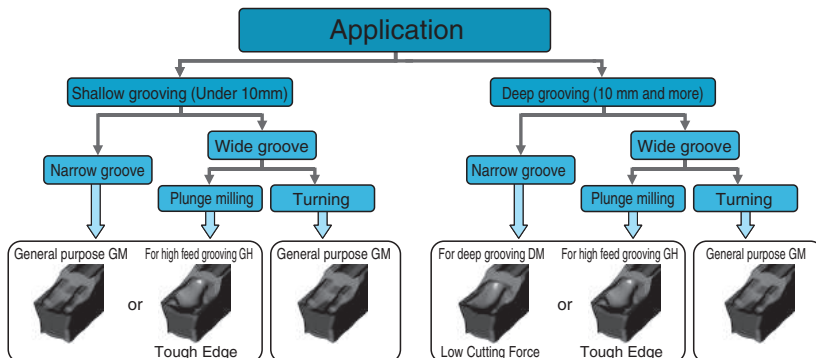 Application
Shallow grooving (Under 10mm)
Deep grooving (10 mm and more)
Wide groove
Wide groove
Narrow groove
Narrow groove
Plunge milling
Turning
Plunge milling
Turning
General purpose GM
For high feed grooving GH
General purpose GM
For deep grooving DM
For high feed grooving GH
General purpose GM
or
or
Tough Edge
Low Cutting Force
Tough Edge